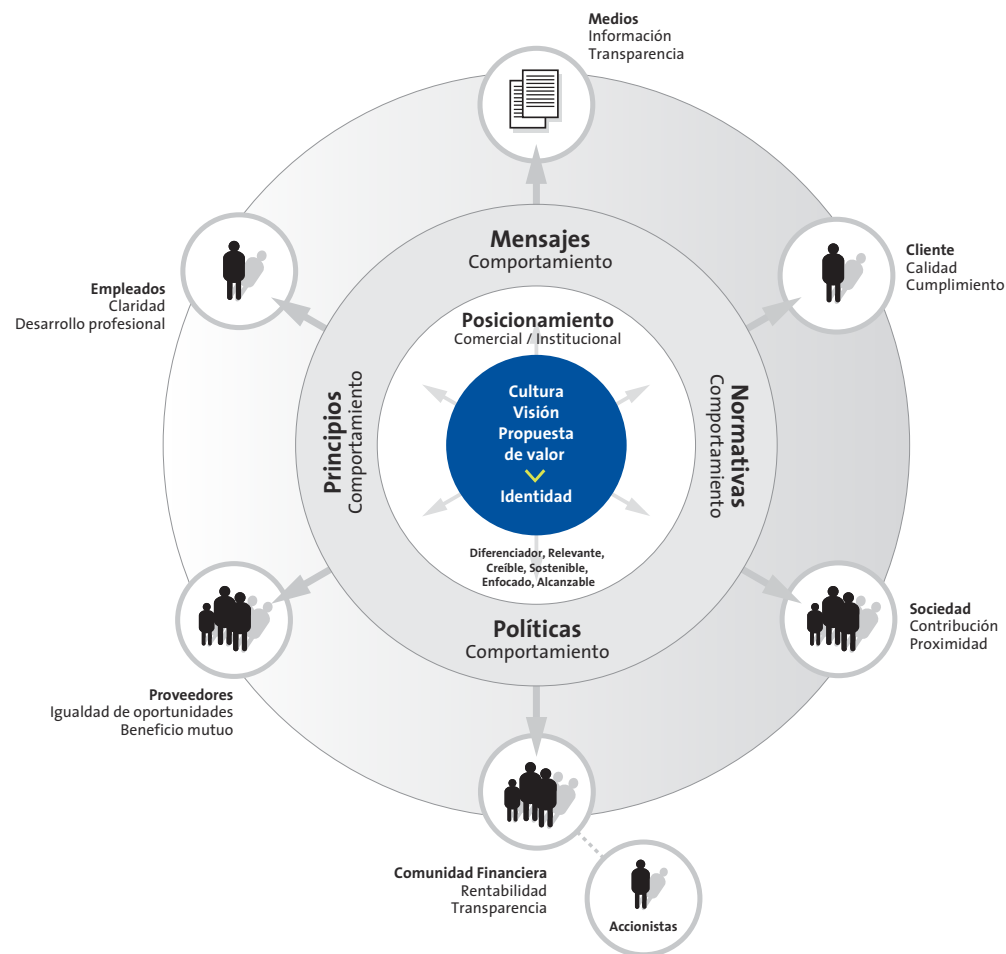 Medios
Información
Transparencia
Mensajes
Comportamiento
Cliente
Calidad
Cumplimiento
Empleados
Claridad
Desarrollo profesional
Posicionamiento
Comercial / Institucional
Principios
Comportamiento
Cultura
Visión
Propuesta
de valor
Identidad
Normativas
Comportamiento
Diferenciador, Relevante,
Creíble, Sostenible,
Enfocado, Alcanzable
Políticas
Comportamiento
Sociedad
Contribución
Proximidad
Proveedores
Igualdad de oportunidades
Beneficio mutuo
Comunidad Financiera
Rentabilidad
Transparencia
Accionistas